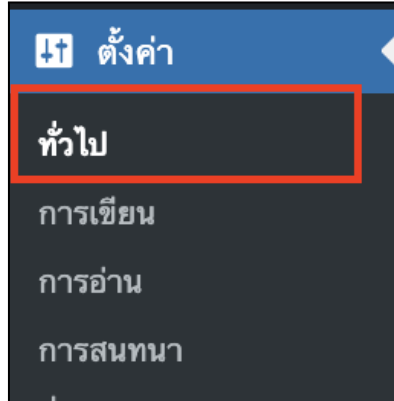 ตั้งค่า
ทั่วไป
การเขียน
การอ่าน
การสนทนา